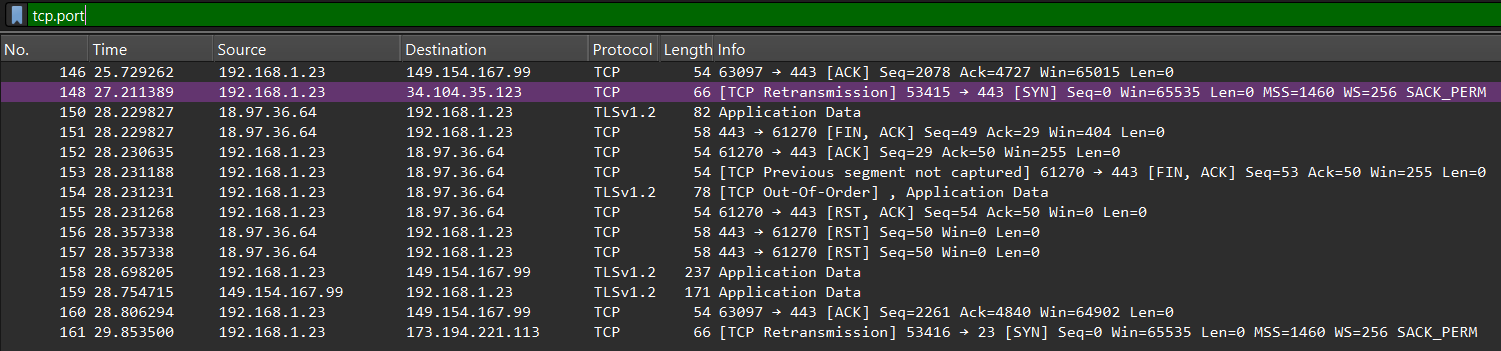 tcp.port
No. Time Source Destination Protocol Length Info
146 25.729262 192.168.1.23 149.154.167.99 TCP 54 63097 → 443 [ACK] Seq=2078 Ack=4727 Win=65015 Len=0
148 27.211389 192.168.1.23 34.104.35.123 TCP 66 [TCP Retransmission] 53415 → 443 [SYN] Seq=0 Win=65535 Len=0 MSS=1460 WS=256 SACK_PERM
150 28.229827 18.97.36.64 192.168.1.23 TLSv1.2 82 Application Data
151 28.229827 18.97.36.64 192.168.1.23 TCP 58 443 → 61270 [FIN, ACK] Seq=49 Ack=29 Win=404 Len=0
152 28.230635 192.168.1.23 18.97.36.64 TCP 54 61270 → 443 [ACK] Seq=29 Ack=50 Win=255 Len=0
153 28.231188 192.168.1.23 18.97.36.64 TCP 54 [TCP Previous segment not captured] 61270 → 443 [FIN, ACK] Seq=53 Ack=50 Win=255 Len=0
154 28.231231 192.168.1.23 18.97.36.64 TLSv1.2 78 [TCP Out-Of-Order] , Application Data
155 28.231268 192.168.1.23 18.97.36.64 TCP 54 61270 → 443 [RST, ACK] Seq=54 Ack=50 Win=0 Len=0
156 28.357338 18.97.36.64 192.168.1.23 TCP 58 443 → 61270 [RST] Seq=50 Win=0 Len=0
157 28.357338 18.97.36.64 192.168.1.23 TCP 58 443 → 61270 [RST] Seq=50 Win=0 Len=0
158 28.698205 192.168.1.23 149.154.167.99 TLSv1.2 237 Application Data
159 28.754715 149.154.167.99 192.168.1.23 TLSv1.2 171 Application Data
160 28.806294 192.168.1.23 149.154.167.99 TCP 54 63097 → 443 [ACK] Seq=2261 Ack=4840 Win=64902 Len=0
161 29.853500 192.168.1.23 173.194.221.113 TCP 66 [TCP Retransmission] 53416 → 23 [SYN] Seq=0 Win=65535 Len=0 MSS=1460 WS=256 SACK_PERM